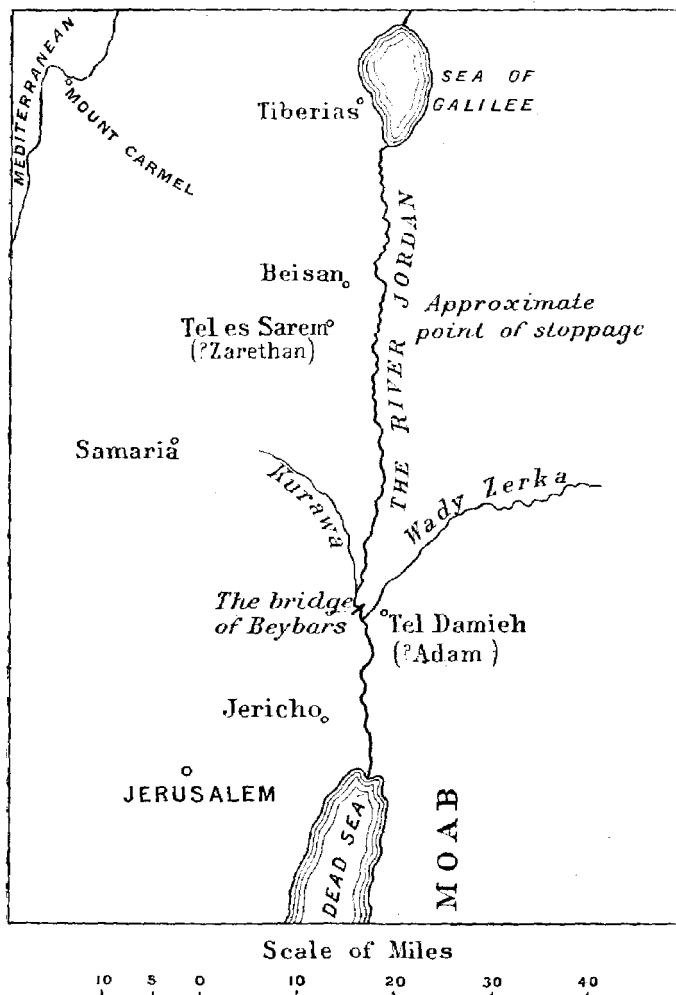 MEDITERRANEAN
MOUNT CARMEL
SEA OF
GALILEE
Tiberias
THE RIVER JORDAN
Beisan
Approximate
point of stoppage
Tel es Sarem
(?Zarethan)
Samaria
Kurawa
Wady Zerka
The bridge
of Beybars
Tel Damieh
(?Adam)
Jericho
JERUSALEM
DEAD SEA
MOAB
Scale of Miles
10 5 0 10 20 30 40